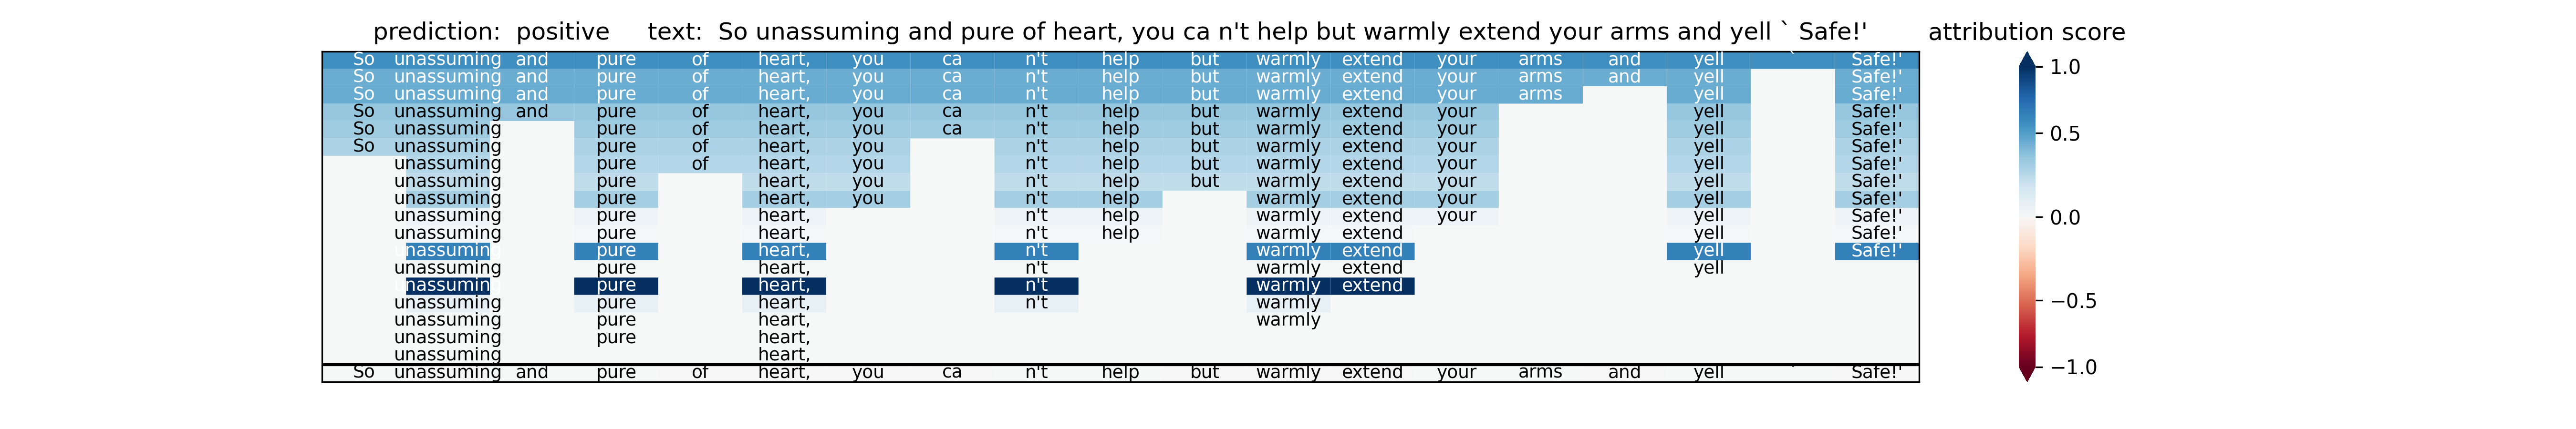 prediction:  positive     text:  So unassuming and pure of heart, you ca n't help but warmly extend your arms and yell ` Safe!'
attribution score
So unassuming and pure of heart, you ca n't help but warmly extend your arms and yell ` Safe!'
So unassuming and pure of heart, you ca n't help but warmly extend your arms and yell Safe!'
So unassuming and pure of heart, you ca n't help but warmly extend your arms yell Safe!'
So unassuming and pure of heart, you ca n't help but warmly extend your yell Safe!'
So unassuming pure of heart, you ca n't help but warmly extend your yell Safe!'
So unassuming pure of heart, you n't help but warmly extend your yell Safe!'
unassuming pure of heart, you n't help but warmly extend your yell Safe!'
unassuming pure heart, you n't help but warmly extend your yell Safe!'
unassuming pure heart, you n't help warmly extend your yell Safe!'
unassuming pure heart, n't help warmly extend your yell Safe!'
unassuming pure heart, n't help warmly extend yell Safe!'
unassuming pure heart, n't warmly extend yell Safe!'
unassuming pure heart, n't warmly extend yell
unassuming pure heart, n't warmly extend
unassuming pure heart, n't warmly
unassuming pure heart, warmly
unassuming pure heart,
unassuming heart,
So unassuming and pure of heart, you ca n't help but warmly extend your arms and yell ` Safe!'
1.0
0.5
0.0
−0.5
−1.0